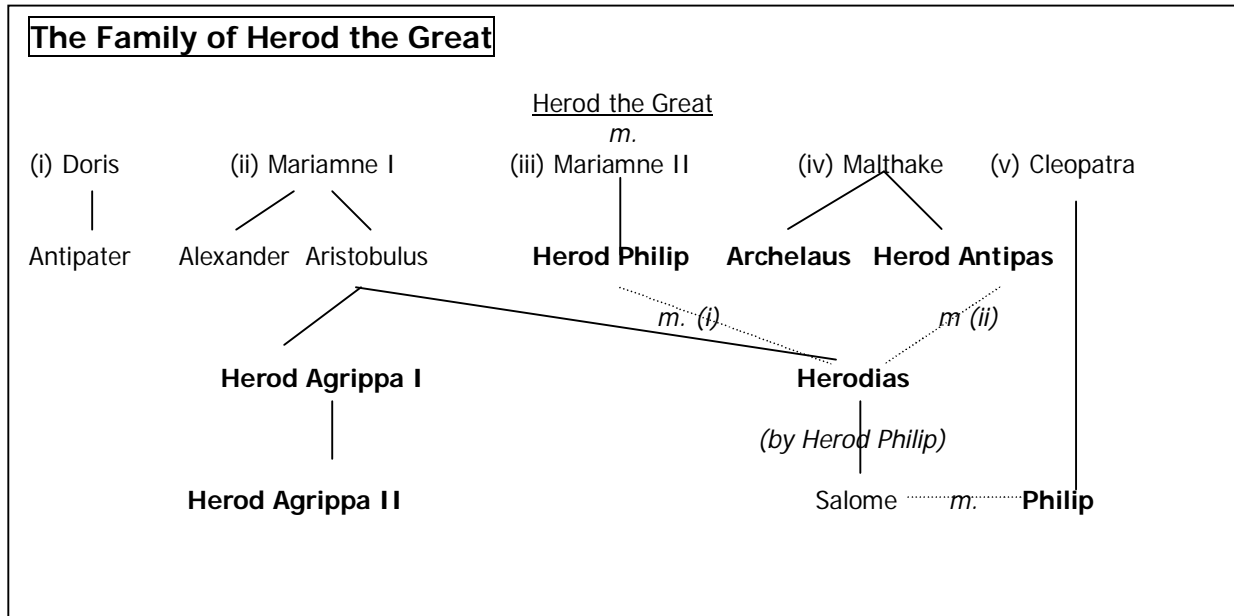 The Family of Herod the Great
Herod the Great
m.
(i) Doris (ii) Mariamne I (iii) Mariamne II (iv) Malthake (v) Cleopatra
Antipater Alexander Aristobulus Herod Philip Archelaus Herod Antipas
m. (i) m (ii)
Herod Agrippa I Herodias
(by Herod Philip)
Herod Agrippa II Salome m. Philip